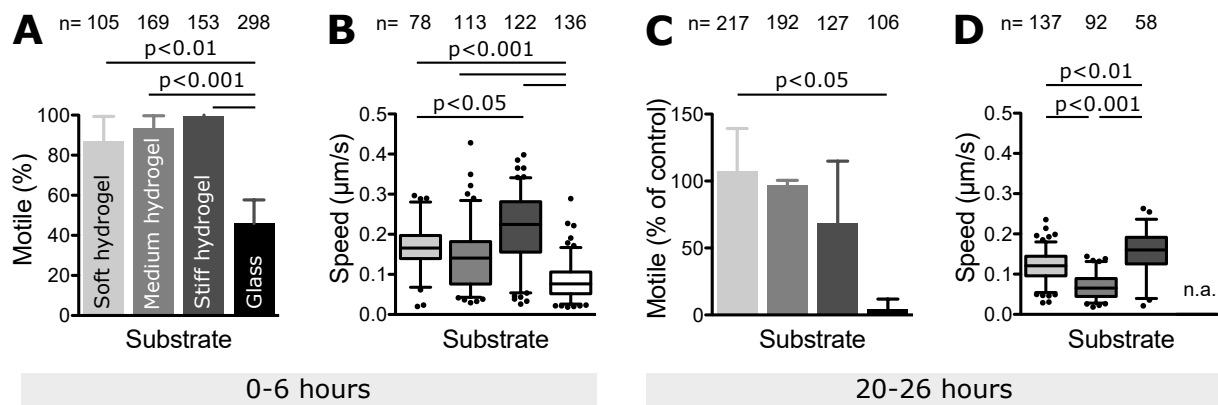 A n= 105 169 153 298
p<0.01
p<0.001
Motile (%)
100
80
60
40
20
0
Soft hydrogel
Medium hydrogel
Stiff hydrogel
Glass
Substrate
B n= 78 113 122 136
p<0.001
p<0.05
Speed (µm/s)
0.5
0.4
0.3
0.2
0.1
0.0
Substrate
0-6 hours
C n= 217 192 127 106
p<0.05
Motile (% of control)
150
100
50
0
Substrate
D n= 137 92 58
p<0.01
p<0.001
Speed (µm/s)
0.5
0.4
0.3
0.2
0.1
0.0
n.a.
Substrate
20-26 hours